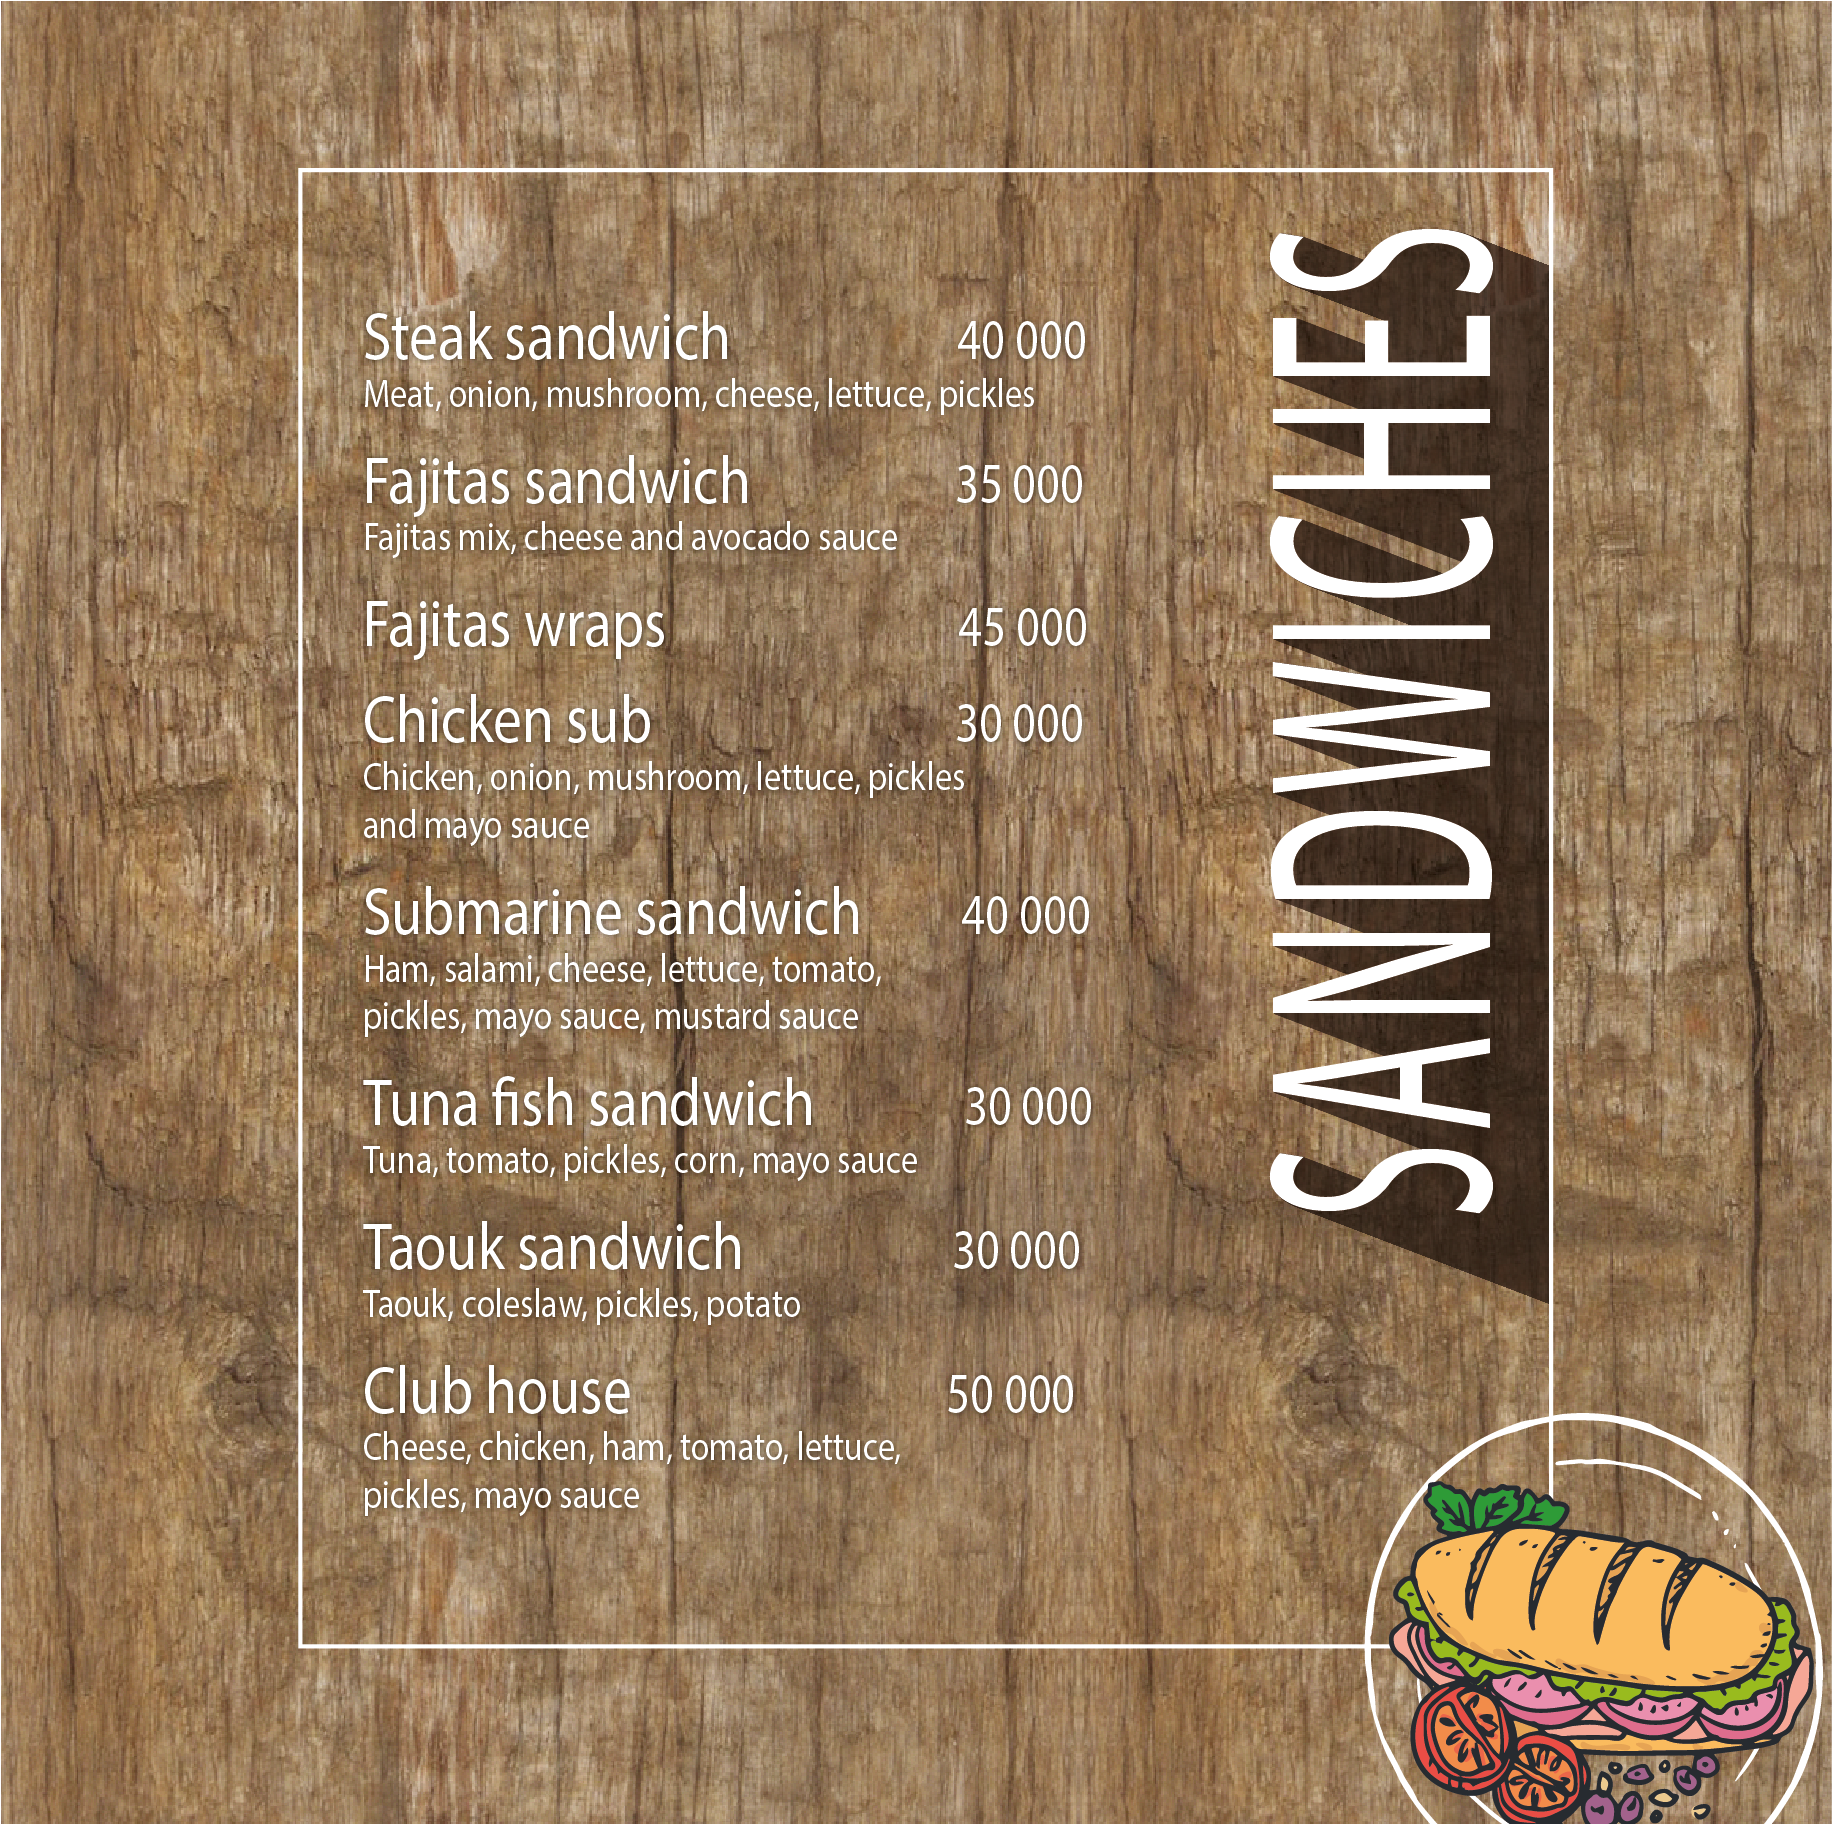 SANDWICHES
Steak sandwich 40 000
Meat, onion, mushroom, cheese, lettuce, pickles
Fajitas sandwich 35 000
Fajitas mix, cheese and avocado sauce
Fajitas wraps 45 000
Chicken sub 30 000
Chicken, onion, mushroom, lettuce, pickles
and mayo sauce
Submarine sandwich 40 000
Ham, salami, cheese, lettuce, tomato,
pickles, mayo sauce, mustard sauce
Tuna fish sandwich 30 000
Tuna, tomato, pickles, corn, mayo sauce
Taouk sandwich 30 000
Taouk, coleslaw, pickles, potato
Club house 50 000
Cheese, chicken, ham, tomato, lettuce,
pickles, mayo sauce